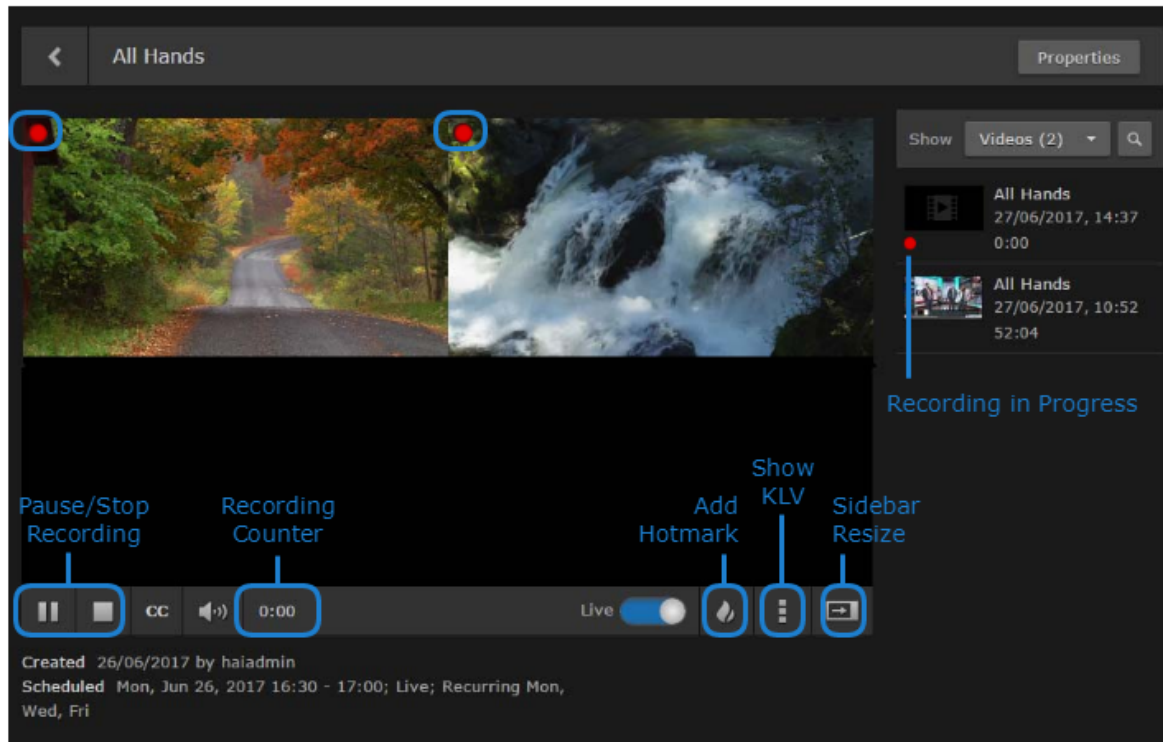 All Hands
Properties
Show Videos (2)
All Hands
27/06/2017, 14:37
0:00
All Hands
27/06/2017, 10:52
52:04
Recording in Progress
Pause/Stop
Recording
Recording
Counter
Add
Hotmark
Show
KLV
Sidebar
Resize
CC
0:00
Live
Created 26/06/2017 by haiadmin
Scheduled Mon, Jun 26, 2017 16:30 - 17:00; Live; Recurring Mon,
Wed, Fri